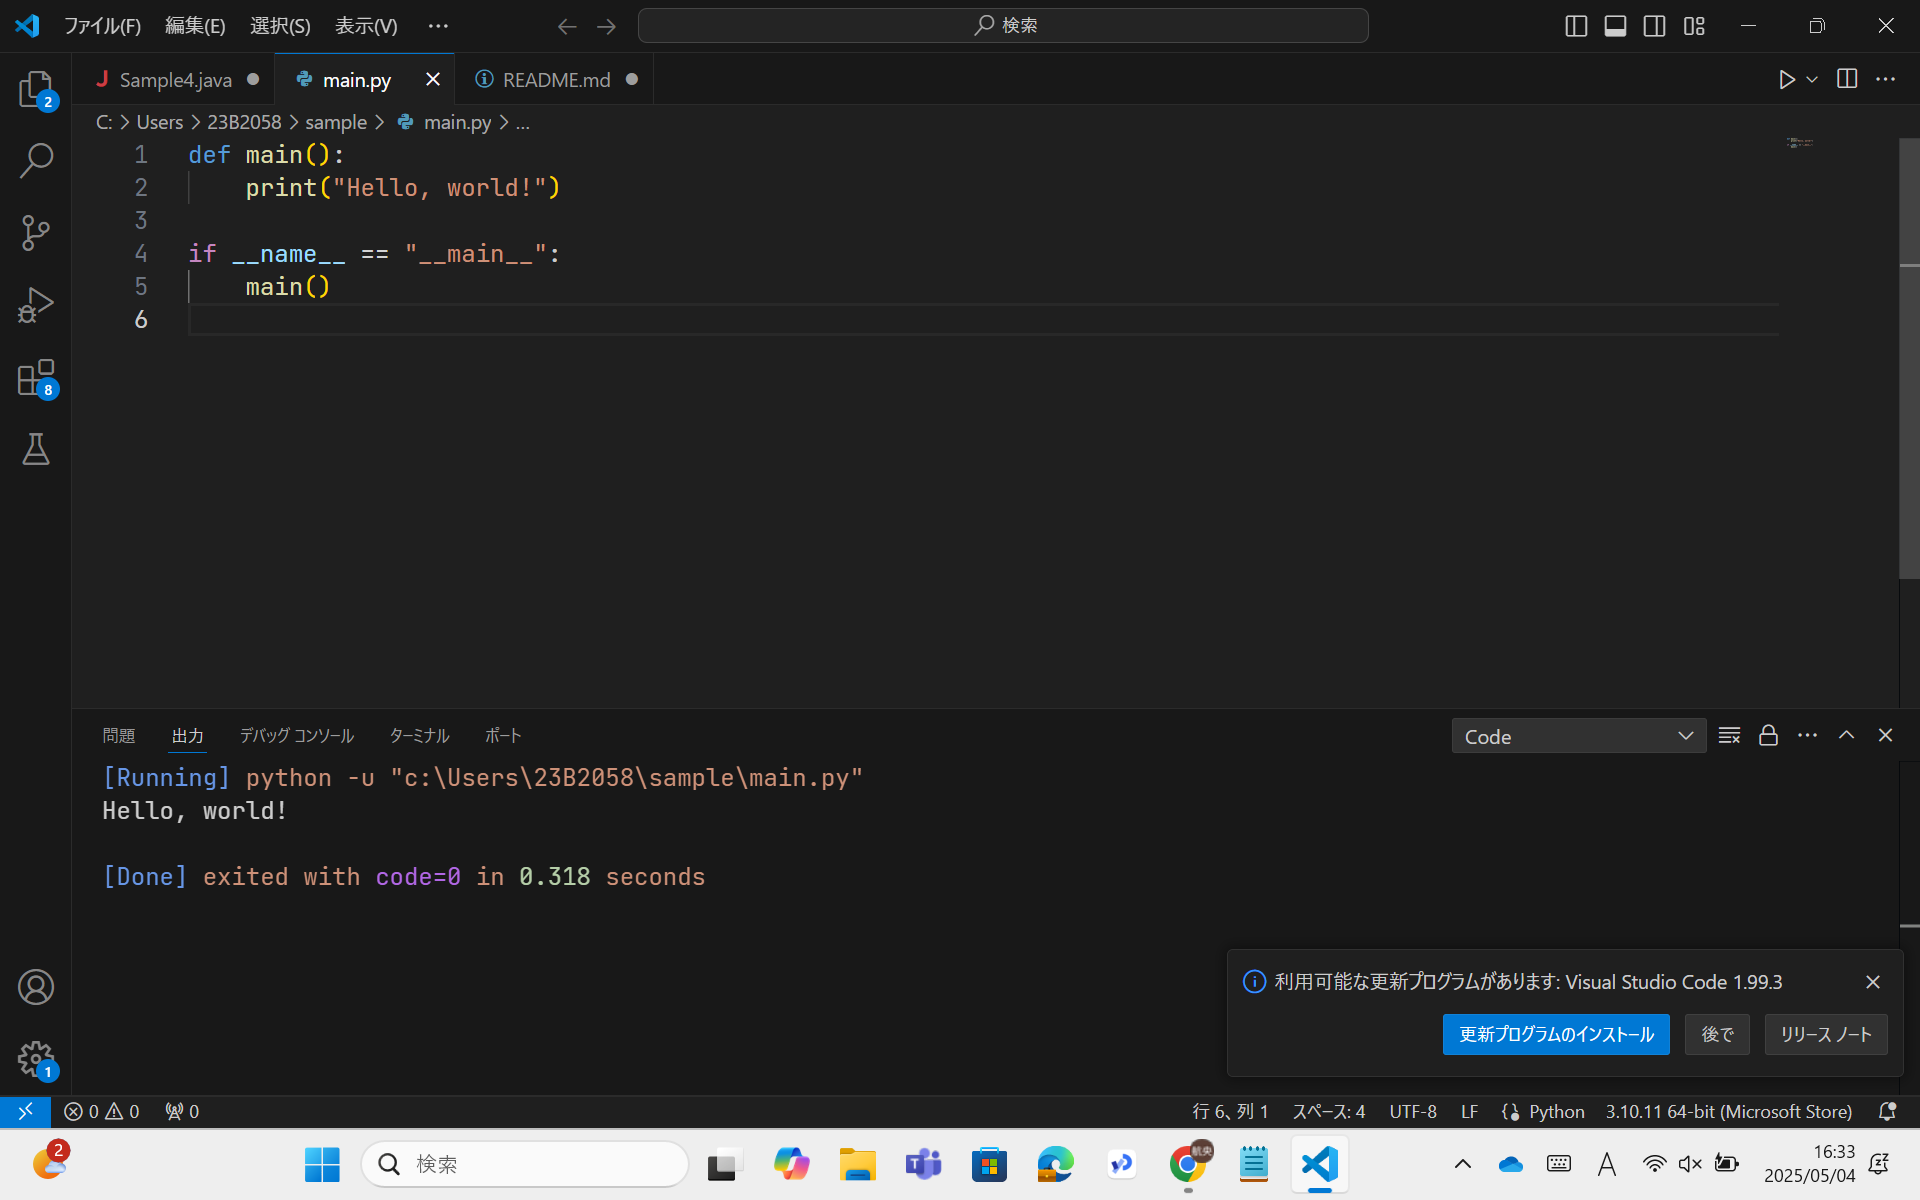 ファイル(F) 編集(E) 選択(S) 表示(V) ··· 検索
Sample4.java main.py README.md
C: > Users > 23B2058 > sample > main.py > ...
2
1 def main():
2 print("Hello, world!")
3
4 if __name__ == "__main__":
5 main()
6
8
問題 出力 デバッグ コンソール ターミナル ポート Code
[Running] python -u "c:\Users\23B2058\sample\main.py"
Hello, world!
[Done] exited with code=0 in 0.318 seconds
利用可能な更新プログラムがあります: Visual Studio Code 1.99.3
更新プログラムのインストール 後で リリース ノート
1
0 0 0 行 6、列 1 スペース: 4 UTF-8 LF {} Python 3.10.11 64-bit (Microsoft Store)
2 検索 航央 A 16:33
2025/05/04